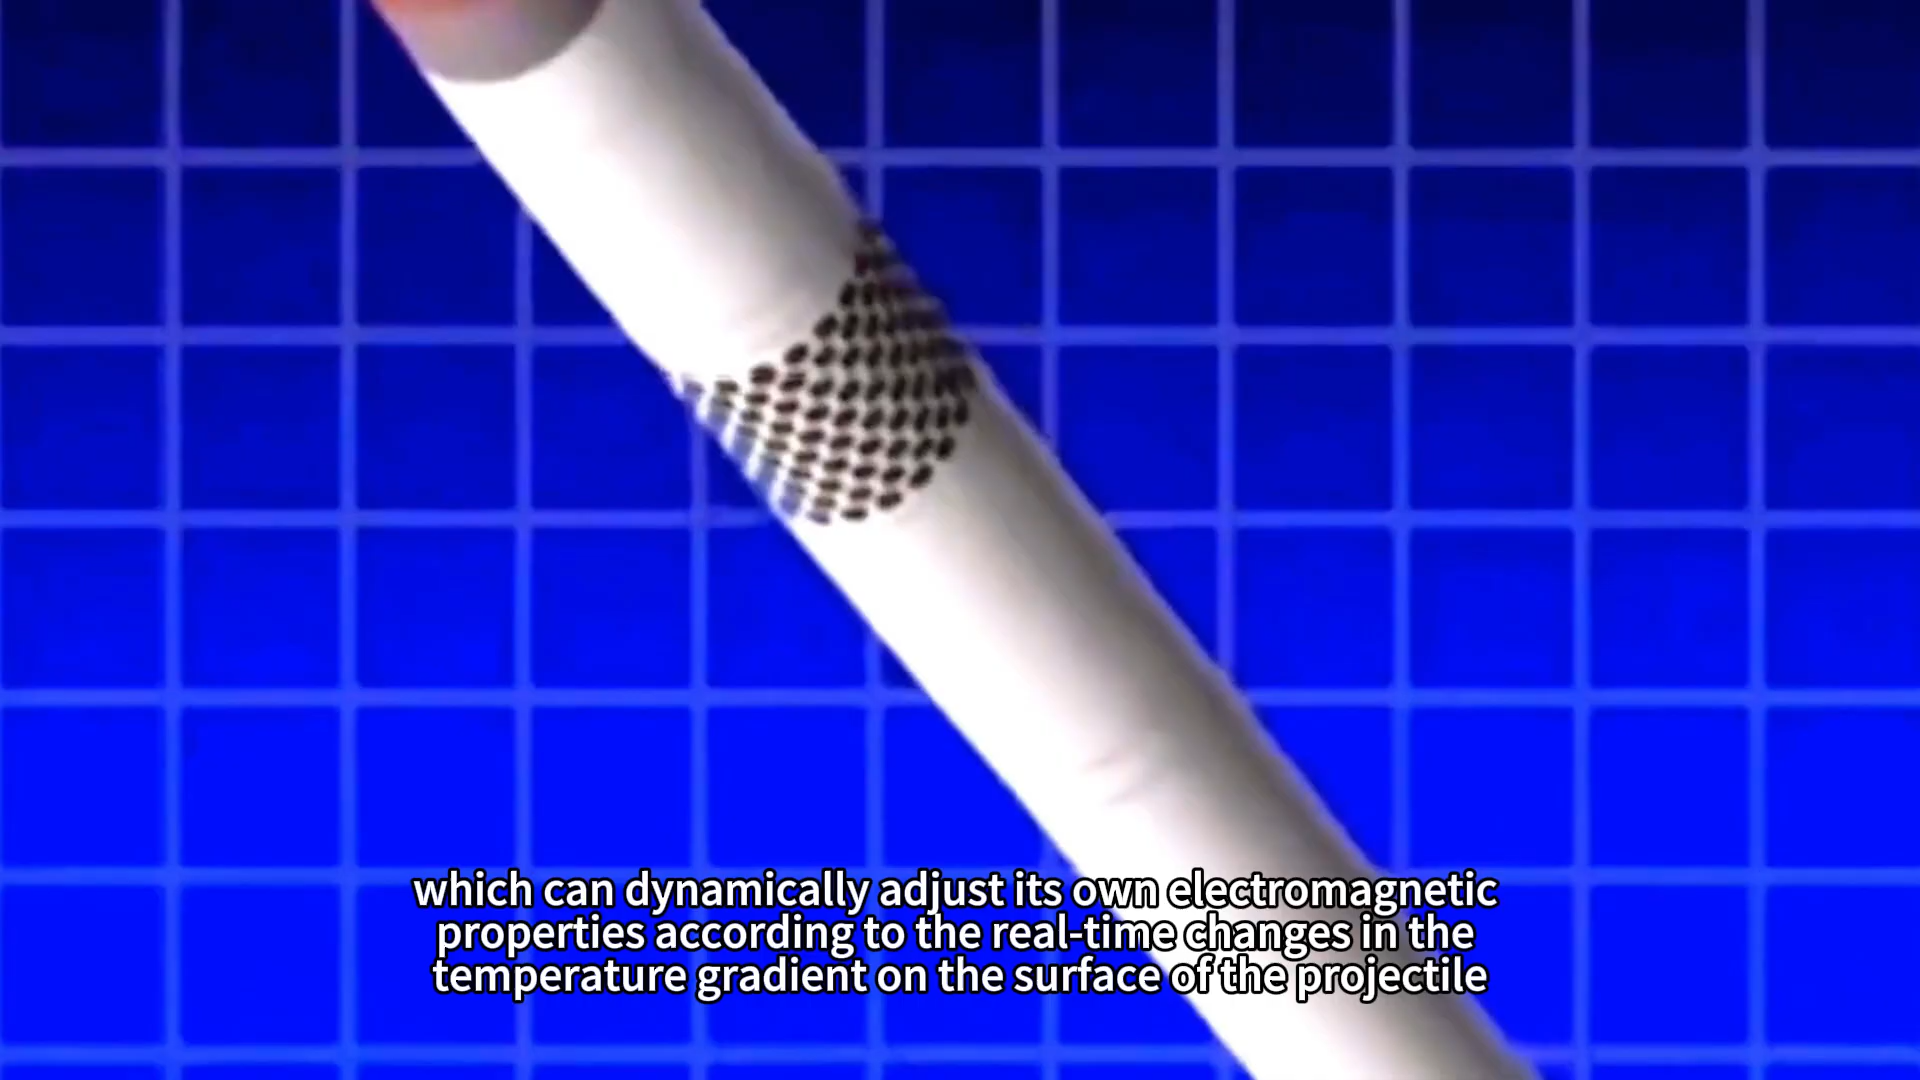 which can dynamically adjust its own electromagnetic
properties according to the real-time changes in the
temperature gradient on the surface of the projectile